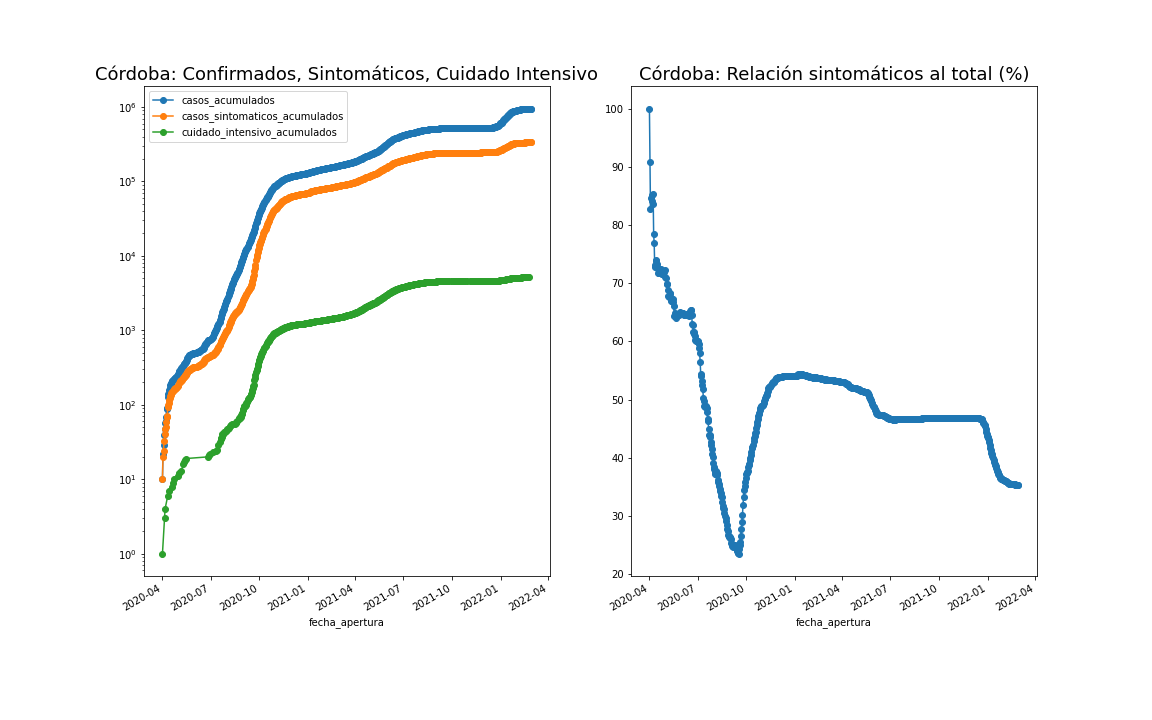 Córdoba: Confirmados, Sintomáticos, Cuidado Intensivo
casos_acumulados
casos_sintomaticos_acumulados
cuidado_intensivo_acumulados
10⁶
10⁵
10⁴
10³
10²
10¹
10⁰
2020-04 2020-07 2020-10 2021-01 2021-04 2021-07 2021-10 2022-01 2022-04
fecha_apertura
Córdoba: Relación sintomáticos al total (%)
100
90
80
70
60
50
40
30
20
2020-04 2020-07 2020-10 2021-01 2021-04 2021-07 2021-10 2022-01 2022-04
fecha_apertura